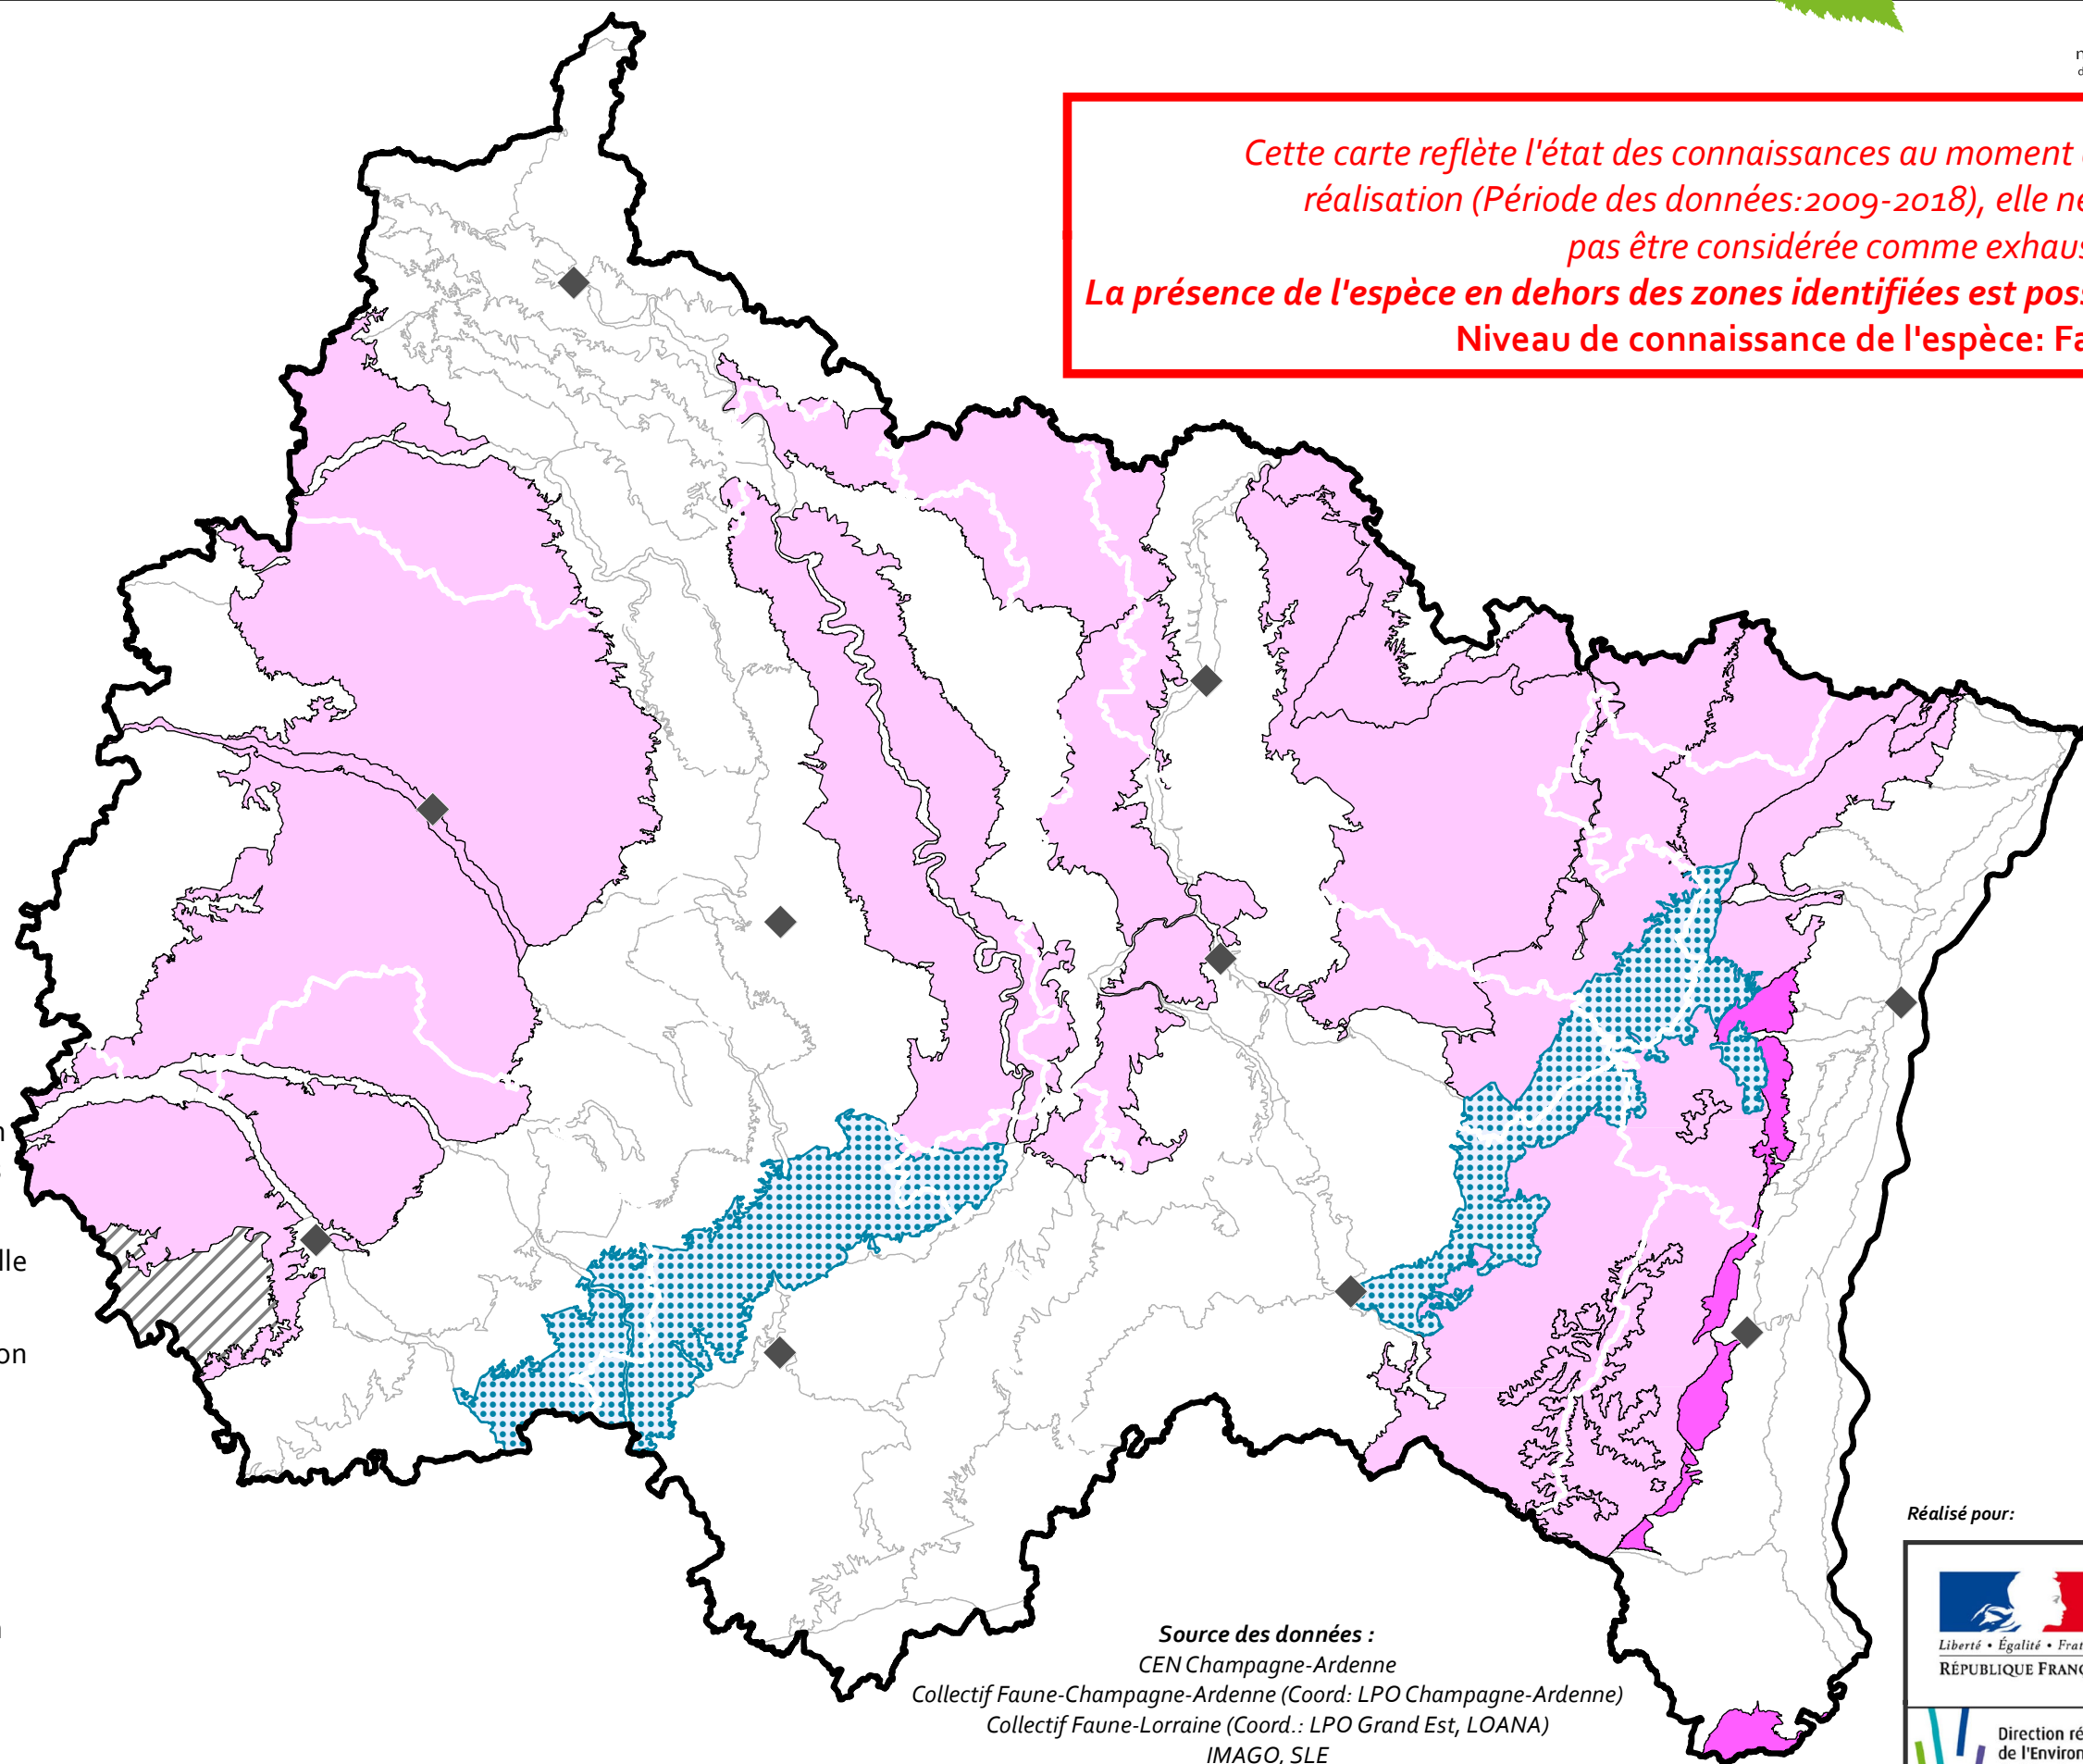 Cette carte reflète l'état des connaissances au moment
réalisation (Période des données:2009-2018), elle ne
pas être considérée comme exhaus
La présence de l'espèce en dehors des zones identifiées est poss
Niveau de connaissance de l'espèce: Fa
lle
on
Réalisé pour:
Liberté • Égalité • Frat
RÉPUBLIQUE FRANÇ
Direction ré
de l'Environ
Source des données :
CEN Champagne-Ardenne
Collectif Faune-Champagne-Ardenne (Coord: LPO Champagne-Ardenne)
Collectif Faune-Lorraine (Coord.: LPO Grand Est, LOANA)
IMAGO, SLE